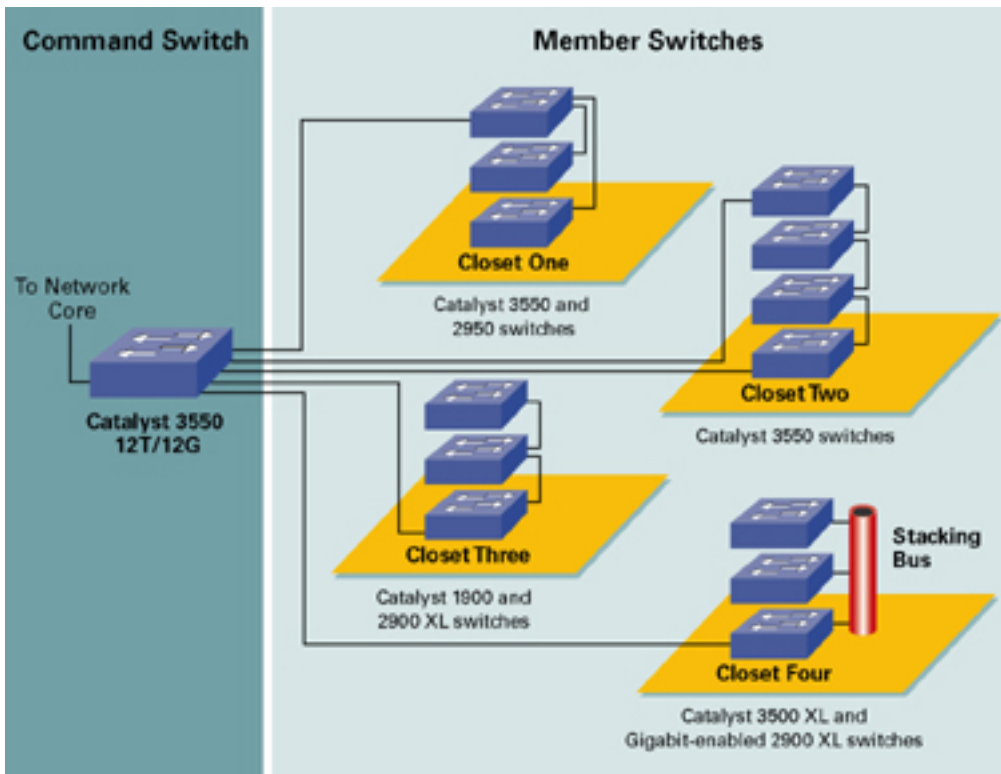 Command Switch
Member Switches
Closet One
Catalyst 3550 and
2950 switches
To Network
Core
Catalyst 3550
12T/12G
Closet Two
Catalyst 3550 switches
Closet Three
Catalyst 1900 and
2900 XL switches
Stacking
Bus
Closet Four
Catalyst 3500 XL and
Gigabit-enabled 2900 XL switches